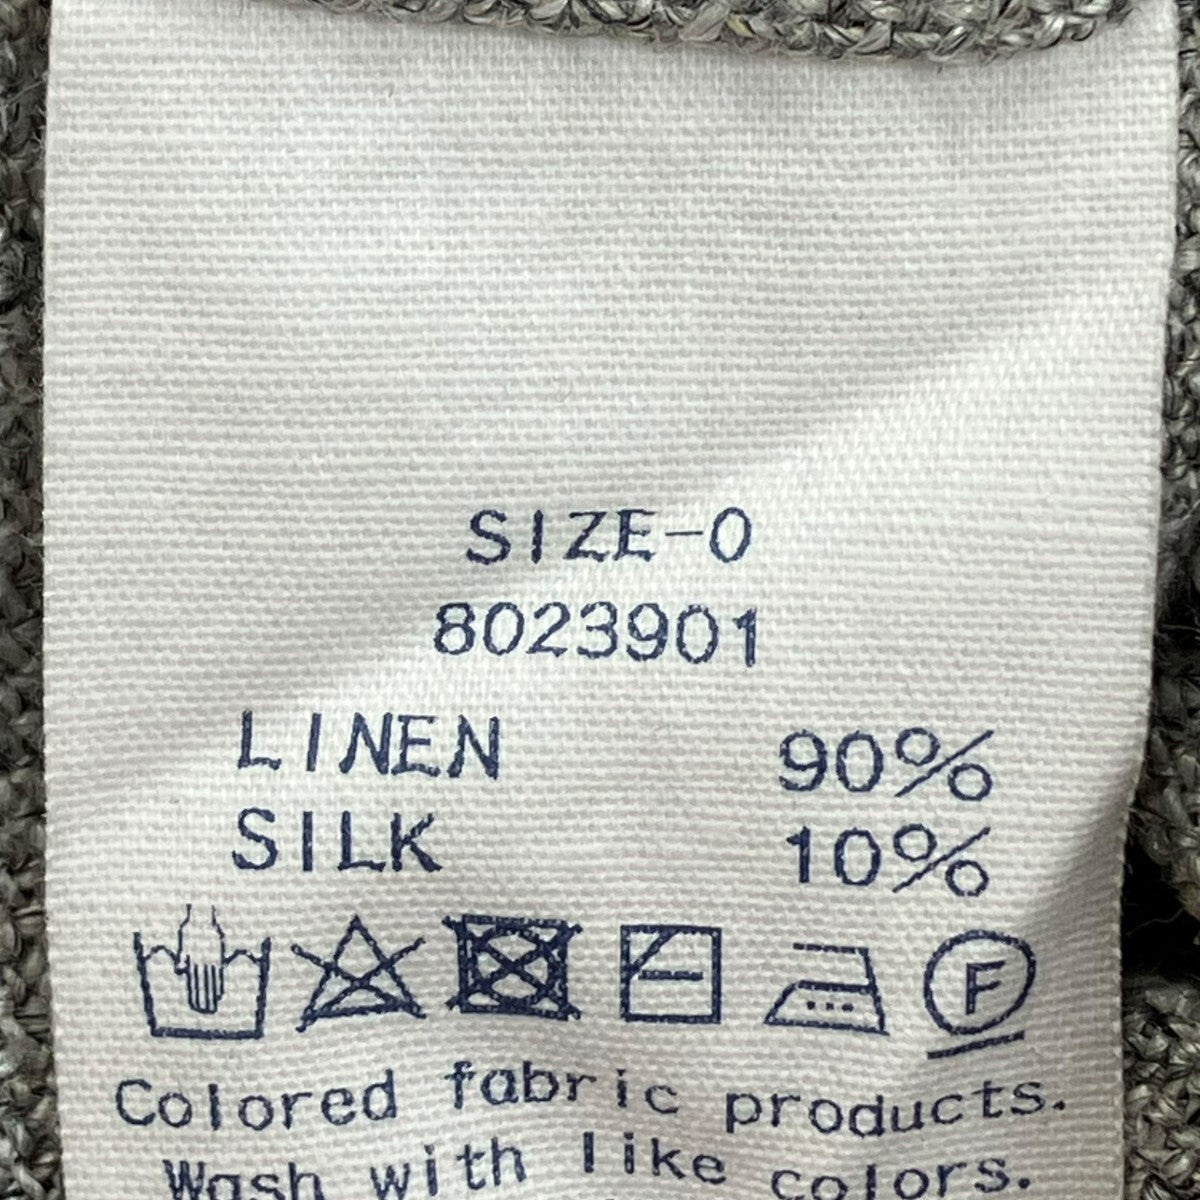 SIZE-0
8023901
LINEN 90%
SILK 10%
F
Colored fabric products.
Wash with like colors.